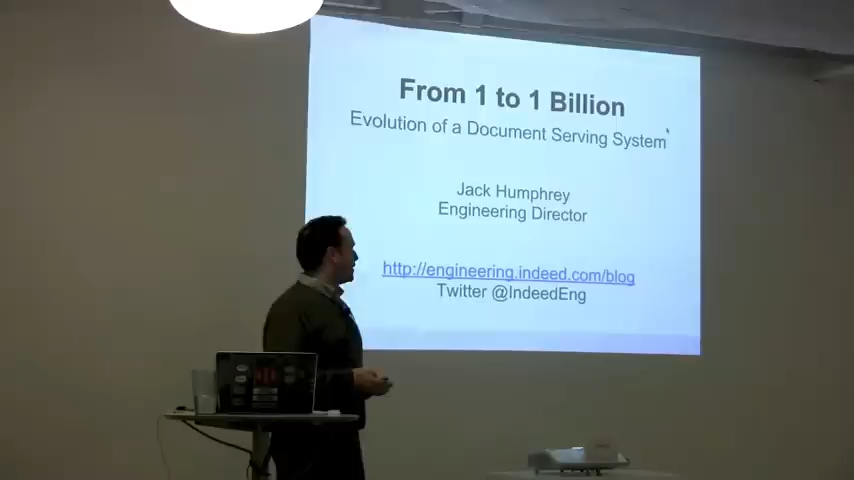 From 1 to 1 Billion
Evolution of a Document Serving System
Jack Humphrey
Engineering Director
http://engineering.indeed.com/blog
Twitter @IndeedEng